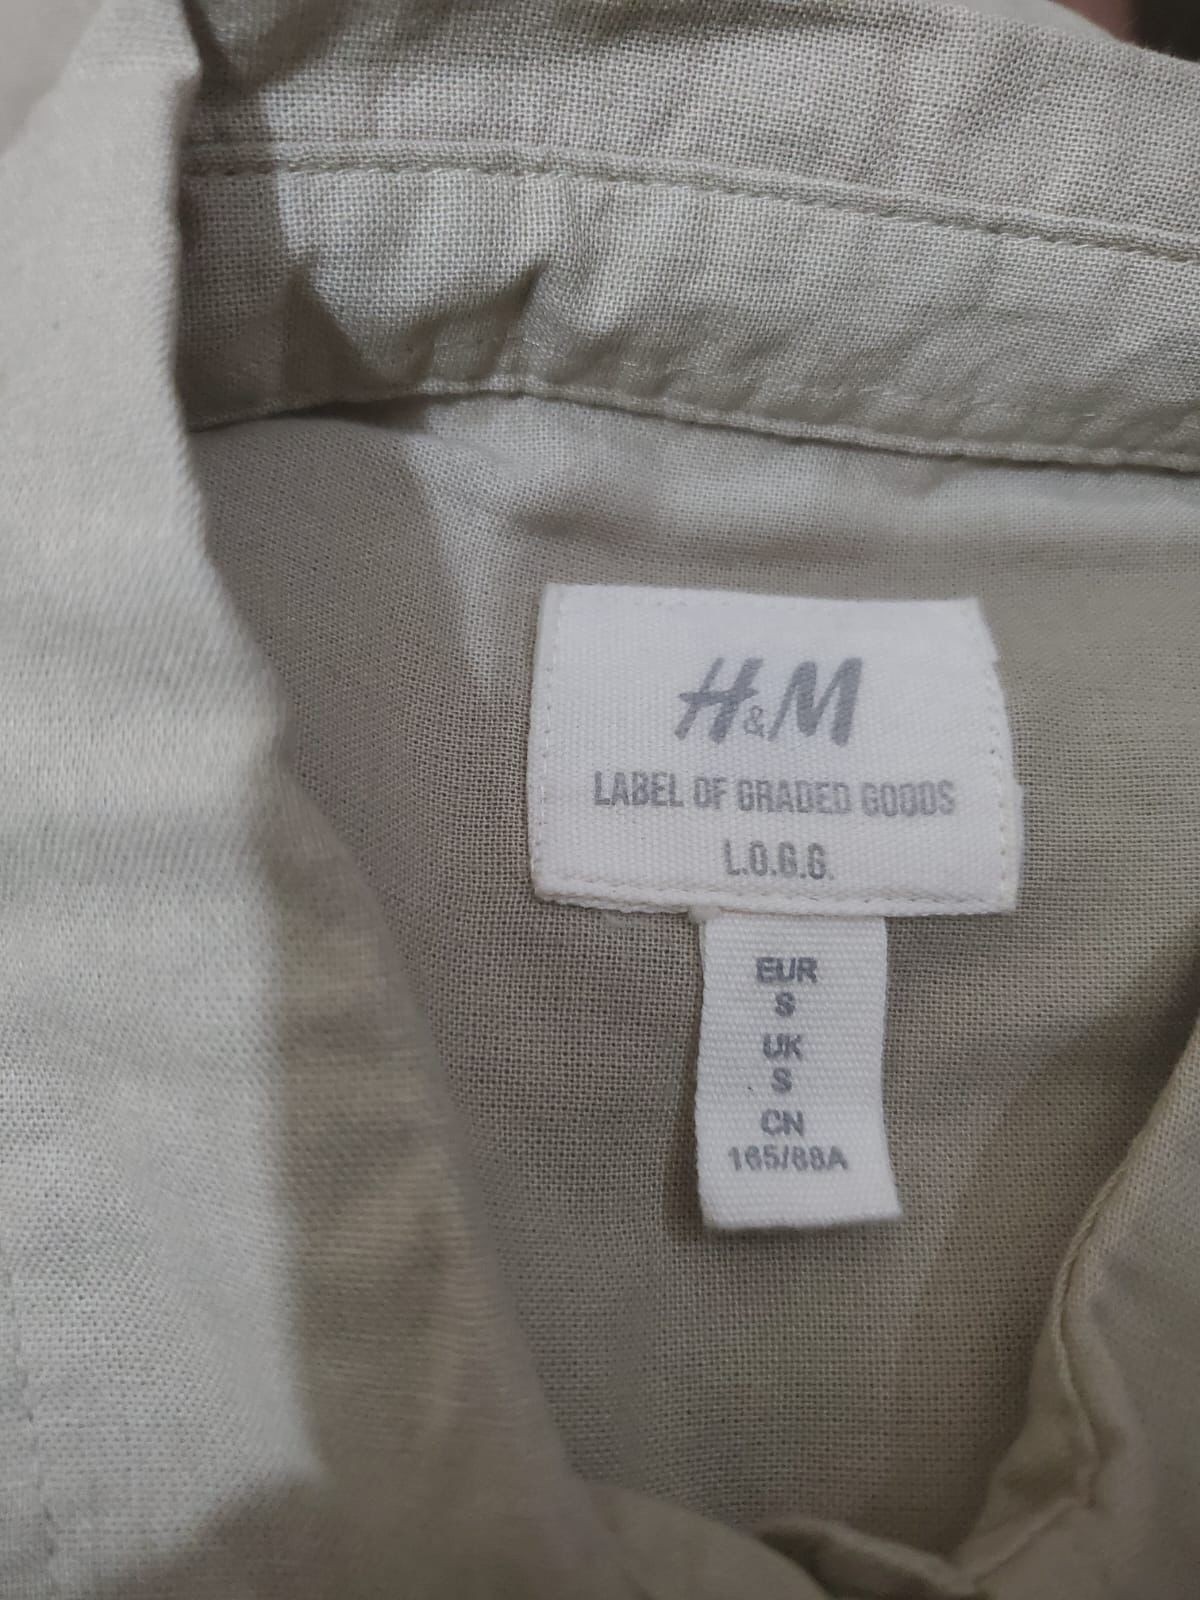 H&M
LABEL OF GRADED GOODS
L.O.G.G.
EUR
S
UK
S
CN
165/88A